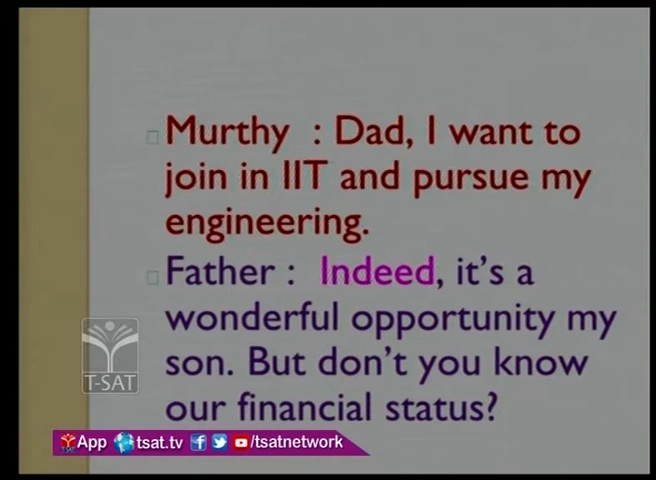 Murthy : Dad, I want to
join in IIT and pursue my
engineering.
Father : Indeed, it's a
wonderful opportunity my
son. But don't you know
our financial status?
T-SAT
App tsat.tv /tsatnetwork